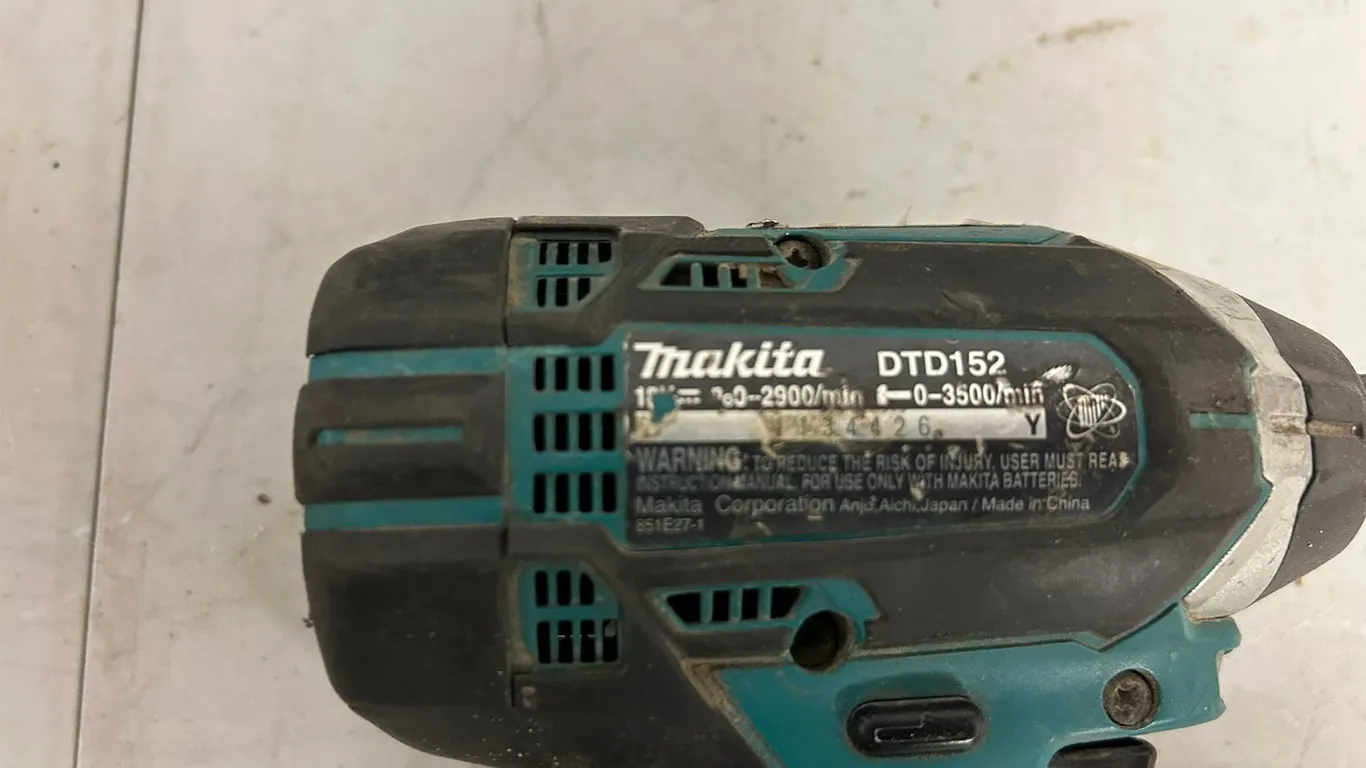 makita DTD152
0-2900/min 0-3500/min
134426 Y
WARNING: TO REDUCE THE RISK OF INJURY, USER MUST READ
INSTRUCTION MANUAL. FOR USE ONLY WITH MAKITA BATTERIES.
Makita Corporation Anjo, Aichi, Japan / Made in China
851E27-1